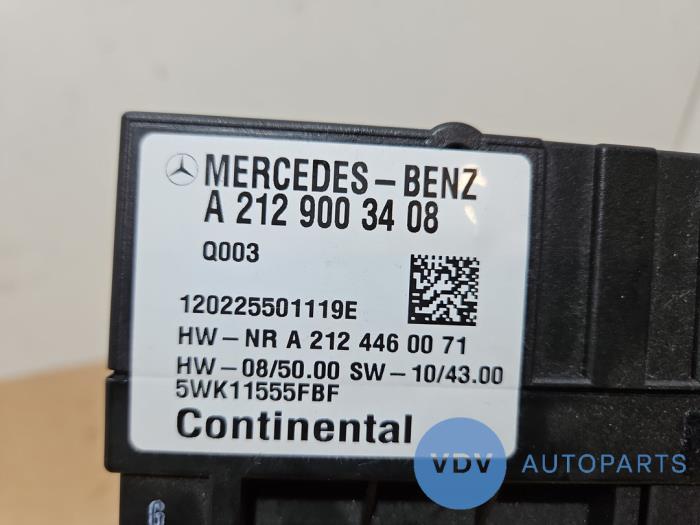 MERCEDES-BENZ
A 212 900 34 08
Q003
120225501119E
HW-NR A 212 446 00 71
HW-08/50.00 SW-10/43.00
5WK11555FBF
Continental
VDV AUTOPARTS
G